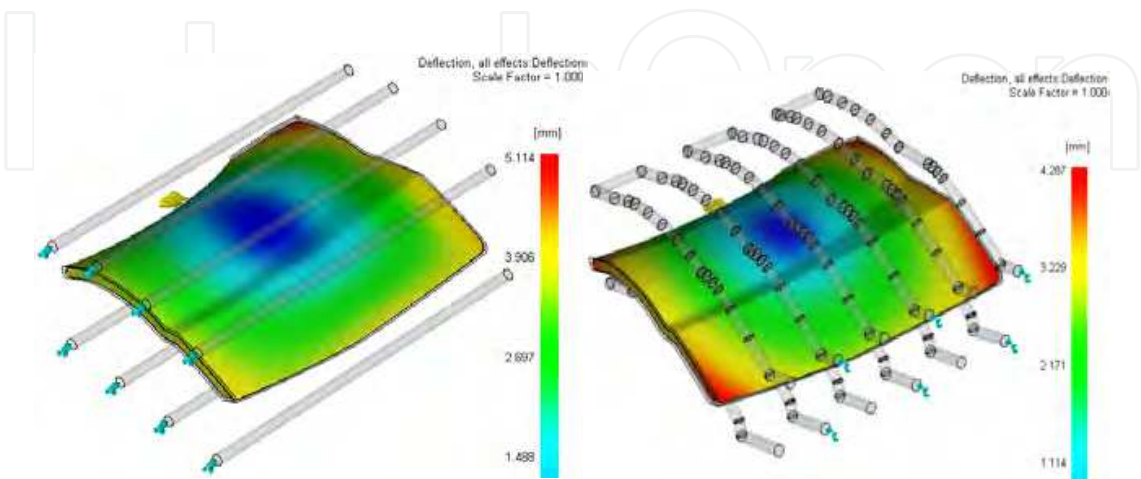 Deflection, all effects:Deflection
Scale Factor = 1.000
[mm]
5.114
3.906
2.697
1.488
Deflection, all effects:Deflection
Scale Factor = 1.000
[mm]
4.287
3.229
2.171
1.114